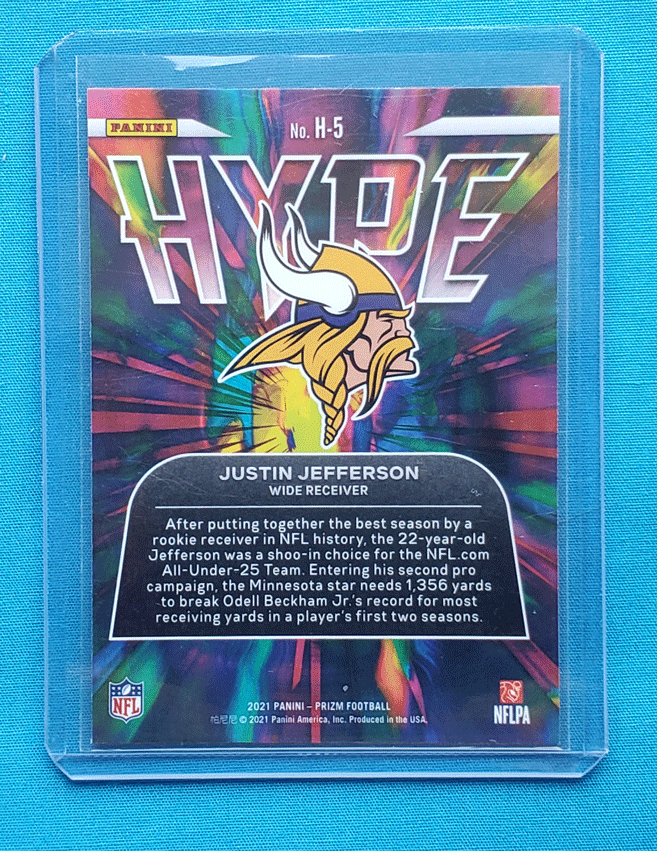 PANINI
No. H-5
HYPE
JUSTIN JEFFERSON
WIDE RECEIVER
After putting together the best season by a
rookie receiver in NFL history, the 22-year-old
Jefferson was a shoo-in choice for the NFL.com
All-Under-25 Team. Entering his second pro
campaign, the Minnesota star needs 1,356 yards
to break Odell Beckham Jr.'s record for most
receiving yards in a player's first two seasons.
NFL
2021 PANINI – PRIZM FOOTBALL
帕尼尼 © 2021 Panini America, Inc. Produced in the USA.
NFLPA